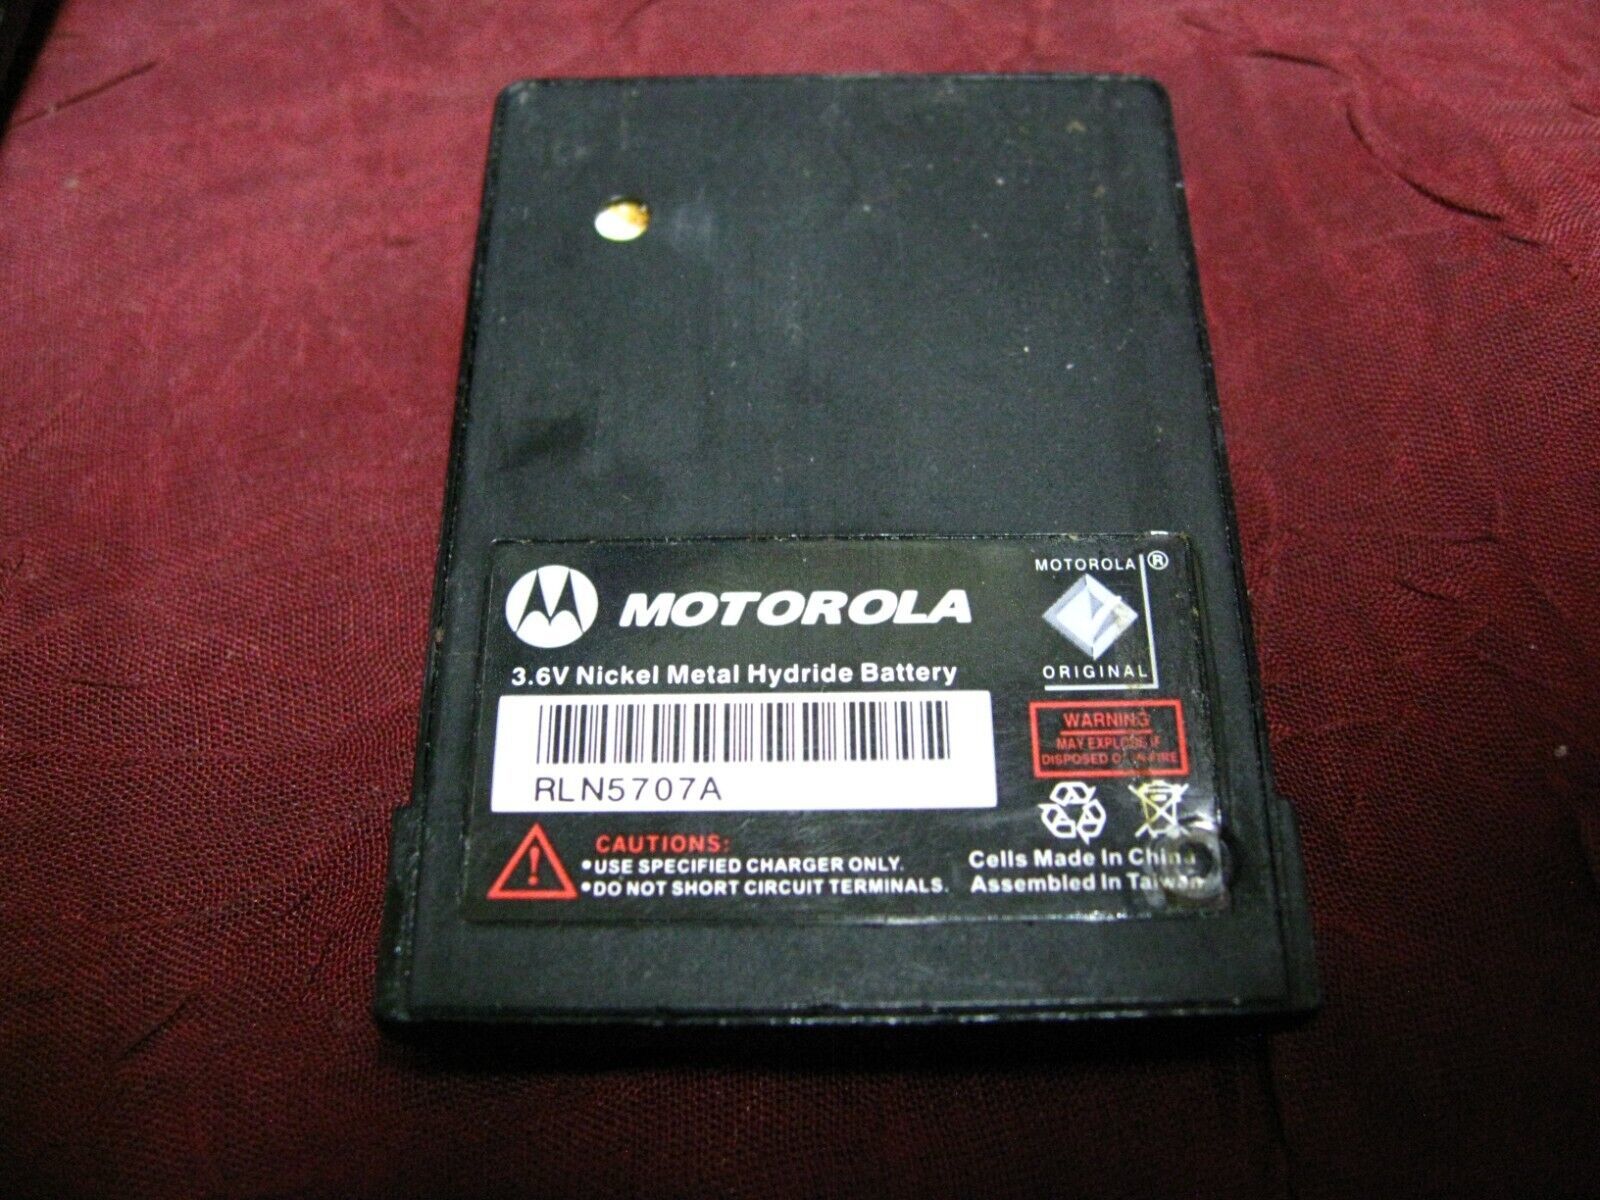 MOTOROLA
MOTOROLA ®
ORIGINAL
3.6V Nickel Metal Hydride Battery
RLN5707A
WARNING
MAY EXPLODE IF
DISPOSED OF IN FIRE
CAUTIONS:
•USE SPECIFIED CHARGER ONLY.
•DO NOT SHORT CIRCUIT TERMINALS.
Cells Made In China
Assembled In Taiwan